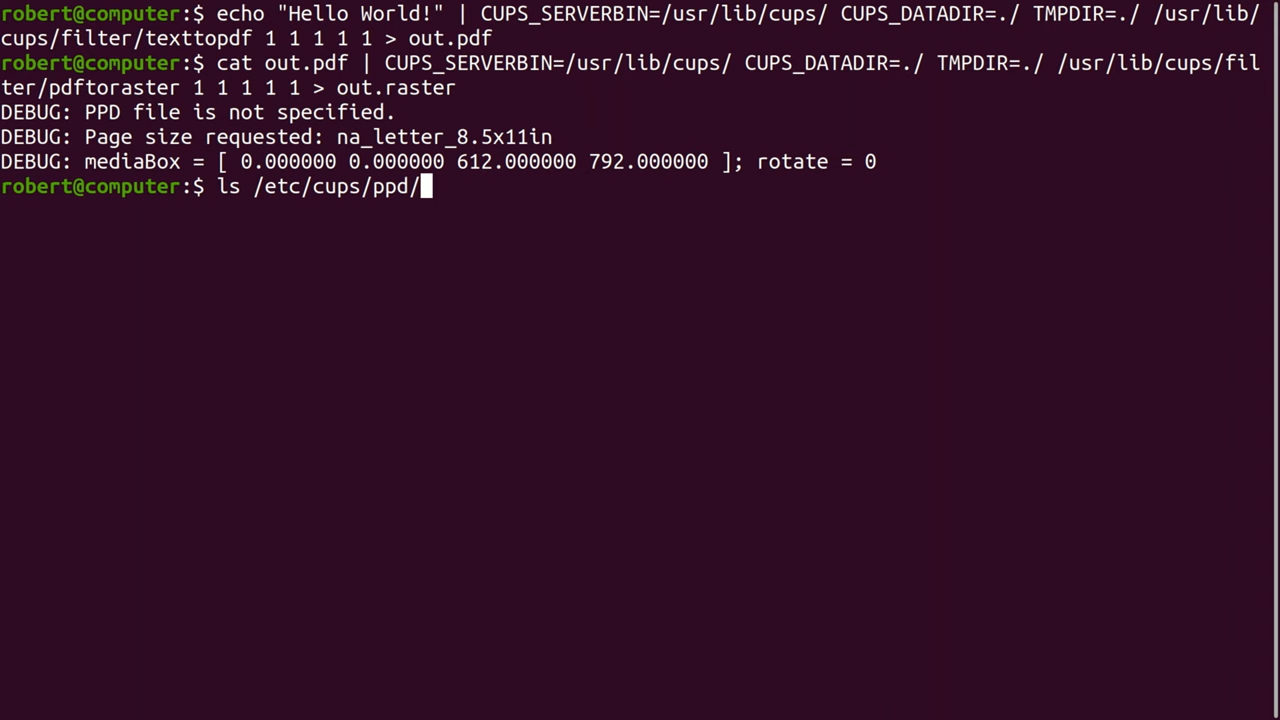 robert@computer:$ echo "Hello World!" | CUPS_SERVERBIN=/usr/lib/cups/ CUPS_DATADIR=./ TMPDIR=./ /usr/lib/
cups/filter/texttopdf 1 1 1 1 1 > out.pdf
robert@computer:$ cat out.pdf | CUPS_SERVERBIN=/usr/lib/cups/ CUPS_DATADIR=./ TMPDIR=./ /usr/lib/cups/fil
ter/pdftoraster 1 1 1 1 1 > out.raster
DEBUG: PPD file is not specified.
DEBUG: Page size requested: na_letter_8.5x11in
DEBUG: mediaBox = [ 0.000000 0.000000 612.000000 792.000000 ]; rotate = 0
robert@computer:$ ls /etc/cups/ppd/